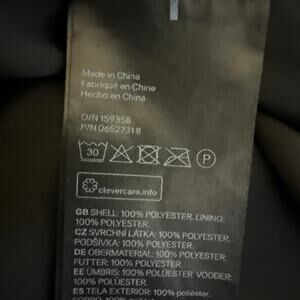 Made in China
Fabriqué en Chine
Hecho en China
O/N 159358
P/N 06527318
30 P
clevercare.info
GB SHELL: 100% POLYESTER. LINING:
100% POLYESTER.
CZ SVRCHNÍ LÁTKA: 100% POLYESTER.
PODŠÍVKA: 100% POLYESTER.
DE OBERMATERIAL: 100% POLYESTER.
FUTTER: 100% POLYESTER.
EE ÜMBRIS: 100% POLÜESTER. VOODER:
100% POLÜESTER.
ES TELA EXTERIOR: 100% POLIÉSTER.